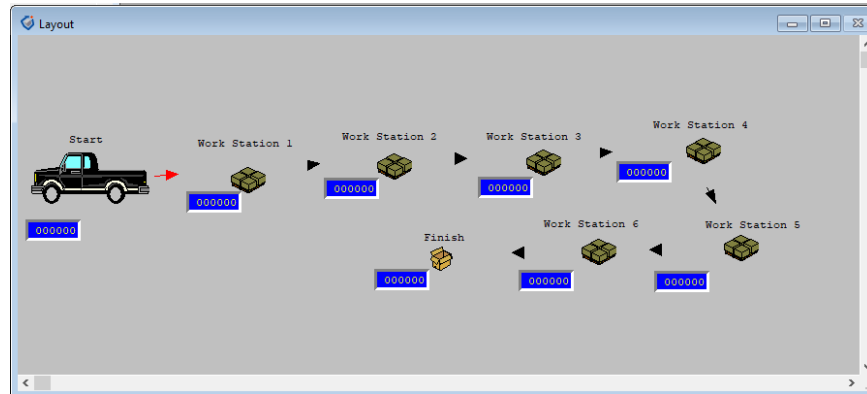 Layout
Start
000000
Work Station 1
000000
Work Station 2
000000
Work Station 3
000000
Work Station 4
000000
Work Station 5
000000
Work Station 6
000000
Finish
000000